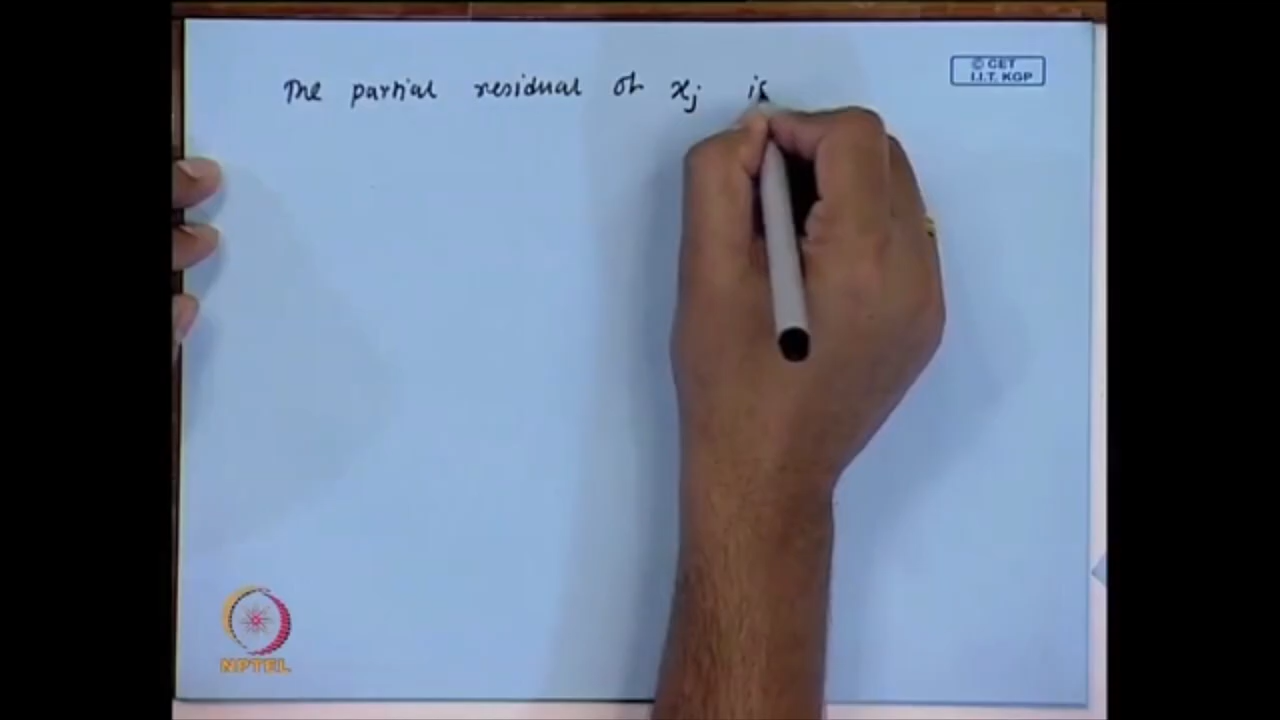 The partial residual of xj is
© CET
I.I.T. KGP
NPTEL